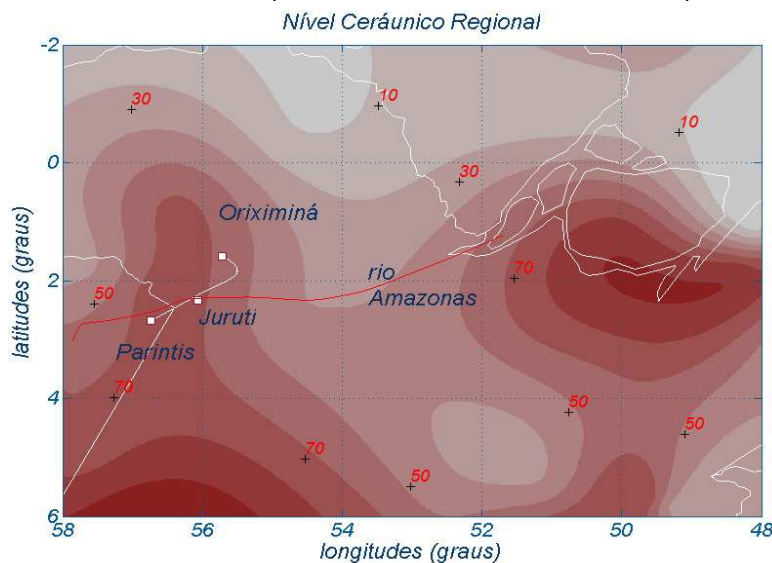 Nível Ceráunico Regional
-2
30
10
10
0
30
Oriximiná
latitudes (graus)
2
50
rio
Amazonas
70
Juruti
Parintis
4
70
50
50
70
50
6
58
56
54
52
50
48
longitudes (graus)